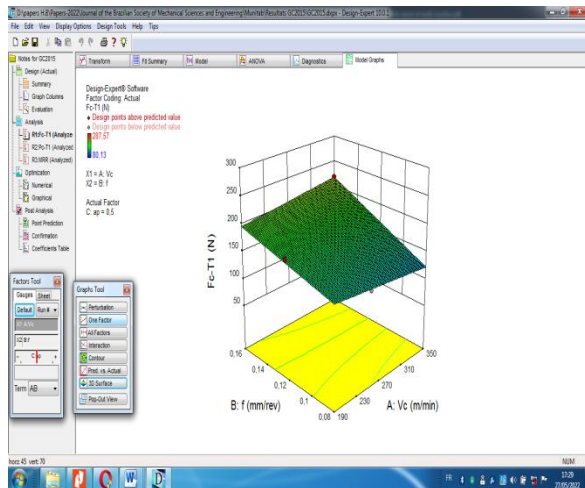 D:\papers H.B\Papers-2022\Journal of the Brazilian Society of Mechanical Sciences and Engineering\Munitab\Resultats GC2015\GC2015.dxpx - Design-Expert 10.0.1
File Edit View Display Options Design Tools Help Tips
Notes for GC2015
Design (Actual)
Summary
Graph Columns
Evaluation
Analysis
R1:Fc-T1 (Analyze
R2:Pc-T1 (Analyzed
R3:MRR (Analyzed)
Optimization
Numerical
Graphical
Post Analysis
Point Prediction
Confirmation
Coefficients Table
Transform
Fit Summary
Model
ANOVA
Diagnostics
Model Graphs
Design-Expert® Software
Factor Coding: Actual
Fc-T1 (N)
Design points above predicted value
Design points below predicted value
287,57
80,13
X1 = A: Vc
X2 = B: f
Actual Factor
C: ap = 0,5
Fc-T1 (N)
300
250
200
150
100
50
0,16
0,14
0,12
0,1
0,08
B: f (mm/rev)
350
310
270
230
190
A: Vc (m/min)
Factors Tool
Gauges Sheet
Default Run #
X1: A:Vc
X2:B:f
C:ap
Term AB
Graphs Tool
Perturbation
One Factor
All Factors
Interaction
Contour
Pred. vs. Actual
3D Surface
Pop-Out View
horz: 45 vert: 70
NUM
FR
17:29
27/05/2022